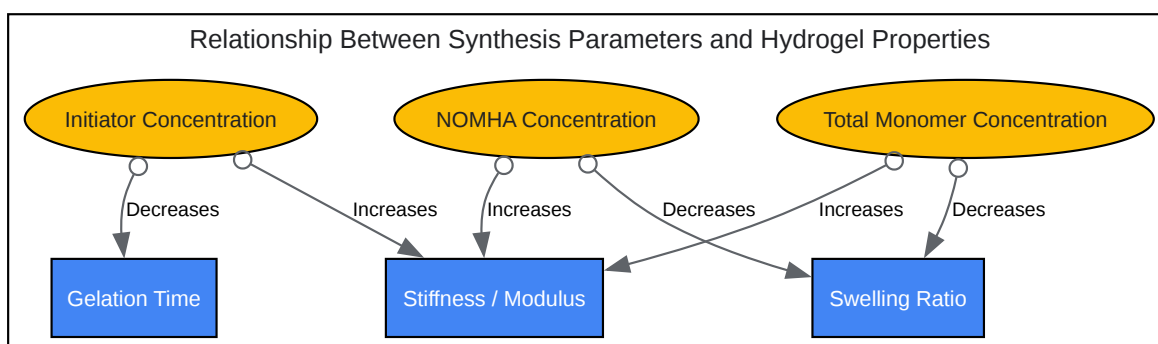 Relationship Between Synthesis Parameters and Hydrogel Properties
Initiator Concentration
NOMHA Concentration
Total Monomer Concentration
Decreases
Increases
Increases
Decreases
Increases
Decreases
Gelation Time
Stiffness / Modulus
Swelling Ratio